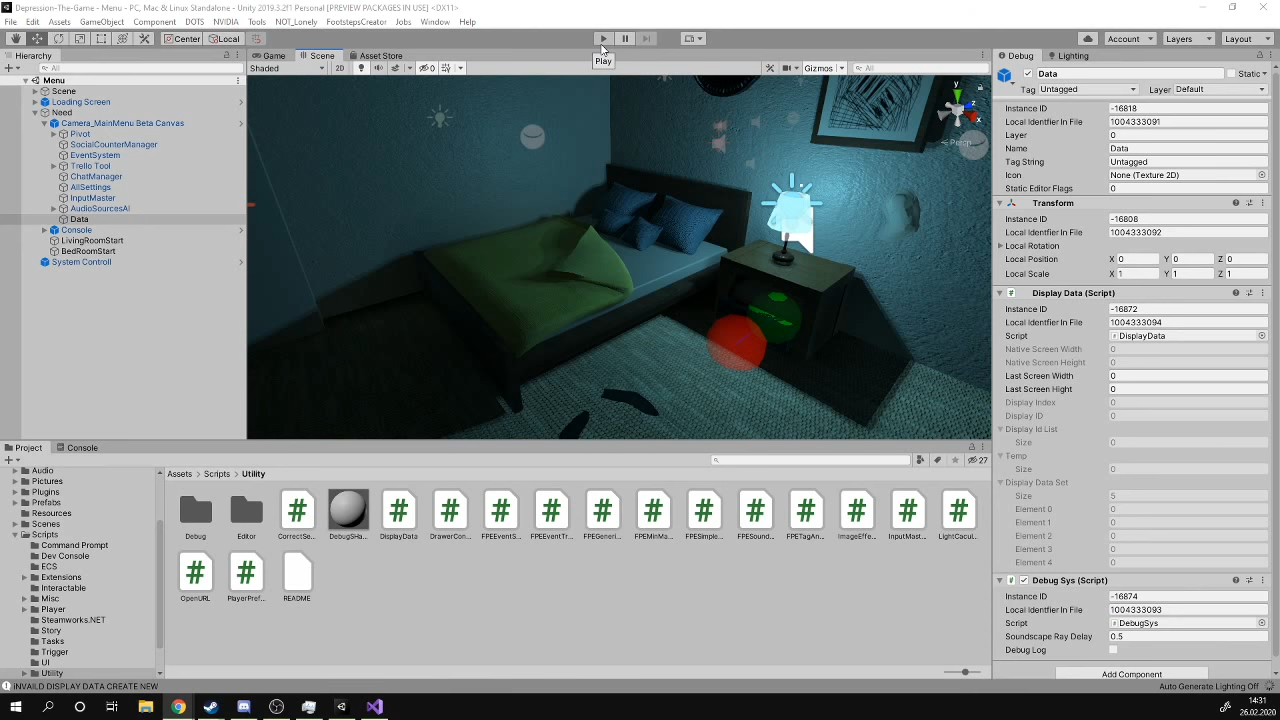 Depression-The-Game - Menu - PC, Mac & Linux Standalone - Unity 2019.3.2f1 Personal [PREVIEW PACKAGES IN USE] <DX11>
File Edit Assets GameObject Component DOTS NVIDIA Tools NOT_Lonely FootstepsCreator Jobs Window Help
Center Local Account Layers Layout
Play
Hierarchy
All
Menu
Scene
Loading Screen
Need
Camera_MainMenu Beta Canvas
Pivot
SocialCounterManager
EventSystem
Trello Tool
ChatManager
AllSettings
InputMaster
AudioSourcesAl
Data
Console
LivingRoomStart
BedRoomStart
System Controll
Game Scene Asset Store
Shaded 2D 0 Gizmos All
y
z
x
Persp
Debug Lighting
Data Static
Tag Untagged Layer Default
Instance ID -16818
Local Identfier In File 1004333091
Layer 0
Name Data
Tag String Untagged
Icon None (Texture 2D)
Static Editor Flags 0
Transform
Instance ID -16808
Local Identfier In File 1004333092
Local Rotation
Local Position X 0 Y 0 Z 0
Local Scale X 1 Y 1 Z 1
# Display Data (Script)
Instance ID -16872
Local Identfier In File 1004333094
Script DisplayData
Native Screen Width 0
Native Screen Height 0
Last Screen Width 0
Last Screen Hight 0
Display Index 0
Display ID 0
Display Id List
Size 0
Temp
Size 0
Display Data Set
Size 5
Element 0 0
Element 1 0
Element 2 0
Element 3 0
Element 4 0
# Debug Sys (Script)
Instance ID -16874
Local Identfier In File 1004333093
Script DebugSys
Soundscape Ray Delay 0.5
Debug Log
Add Component
Project Console
27
Audio
Pictures
Plugins
Prefabs
Resources
Scenes
Scripts
Command Prompt
Dev Console
ECS
Extensions
Interactable
Misc
Player
Steamworks.NET
Story
Tasks
Trigger
UI
Utility
Assets Scripts Utility
Debug Editor CorrectSe... DebugSHa... DisplayData DrawerCon... FPEEventS... FPEEventTr... FPEGeneri... FPEMinMa... FPESimple... FPESound... FPETagAn... ImageEffe... InputMast... LightCacul...
OpenURL PlayerPref... README
INVAILD DISPLAY DATA CREATE NEW
Auto Generate Lighting Off
14:31
26.02.2020